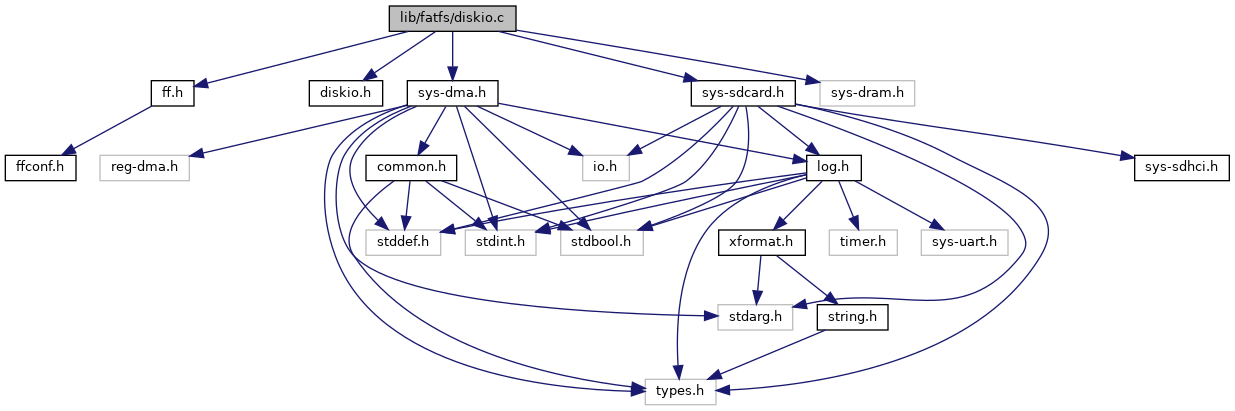 lib/fatfs/diskio.c
ff.h
diskio.h
sys-dma.h
sys-sdcard.h
sys-dram.h
ffconf.h
reg-dma.h
common.h
io.h
log.h
sys-sdhci.h
stddef.h
stdint.h
stdbool.h
xformat.h
timer.h
sys-uart.h
stdarg.h
string.h
types.h